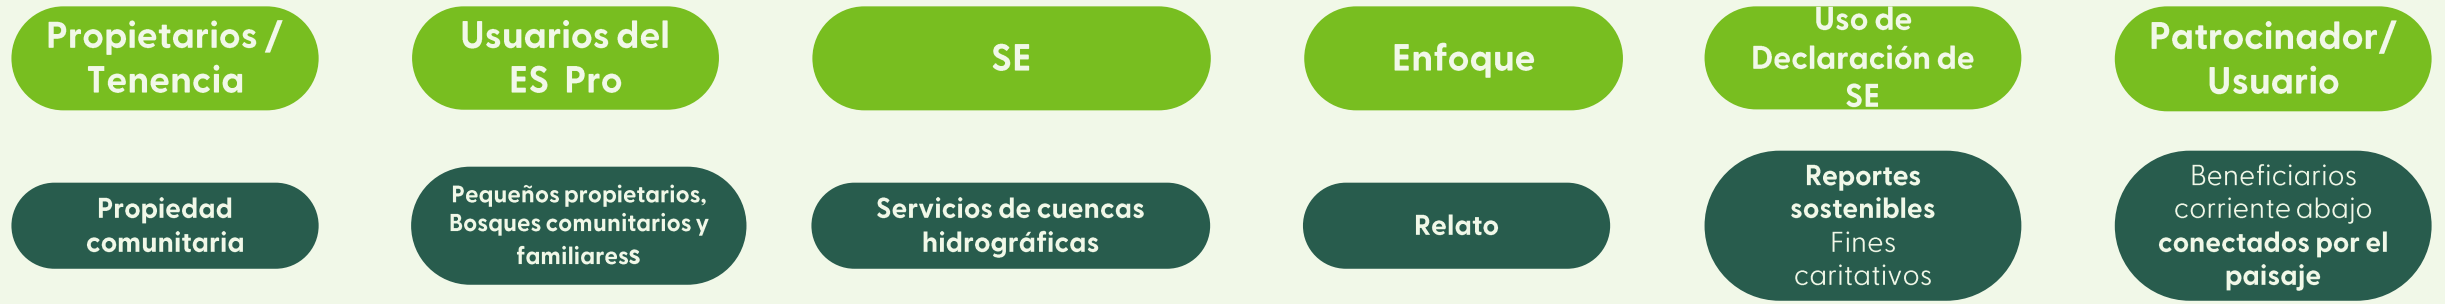 Propietarios /
Tenencia
Usuarios del
ES Pro
SE
Enfoque
Uso de
Declaración de
SE
Patrocinador/
Usuario
Propiedad
comunitaria
Pequeños propietarios,
Bosques comunitarios y
familiaress
Servicios de cuencas
hidrográficas
Relato
Reportes
sostenibles
Fines
caritativos
Beneficiarios
corriente abajo
conectados por el
paisaje